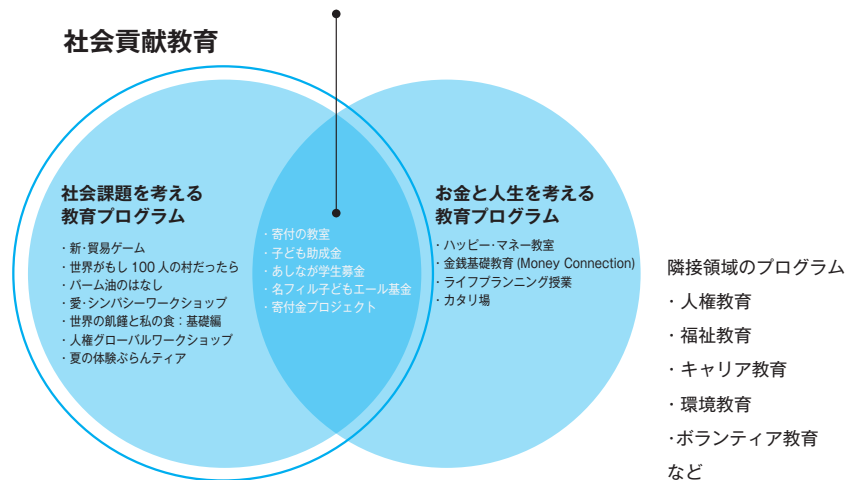 社会貢献教育
社会課題を考える
教育プログラム
・新・貿易ゲーム
・世界がもし 100 人の村だったら
・パーム油のはなし
・愛・シンパシーワークショップ
・世界の飢饉と私の食：基礎編
・人権グローバルワークショップ
・夏の体験ぶらんティア
・寄付の教室
・子ども助成金
・あしなが学生募金
・名フィル子どもエール基金
・寄付金プロジェクト
お金と人生を考える
教育プログラム
・ハッピー・マネー教室
・金銭基礎教育 (Money Connection)
・ライフプランニング授業
・カタリ場
隣接領域のプログラム
・人権教育
・福祉教育
・キャリア教育
・環境教育
・ボランティア教育
など